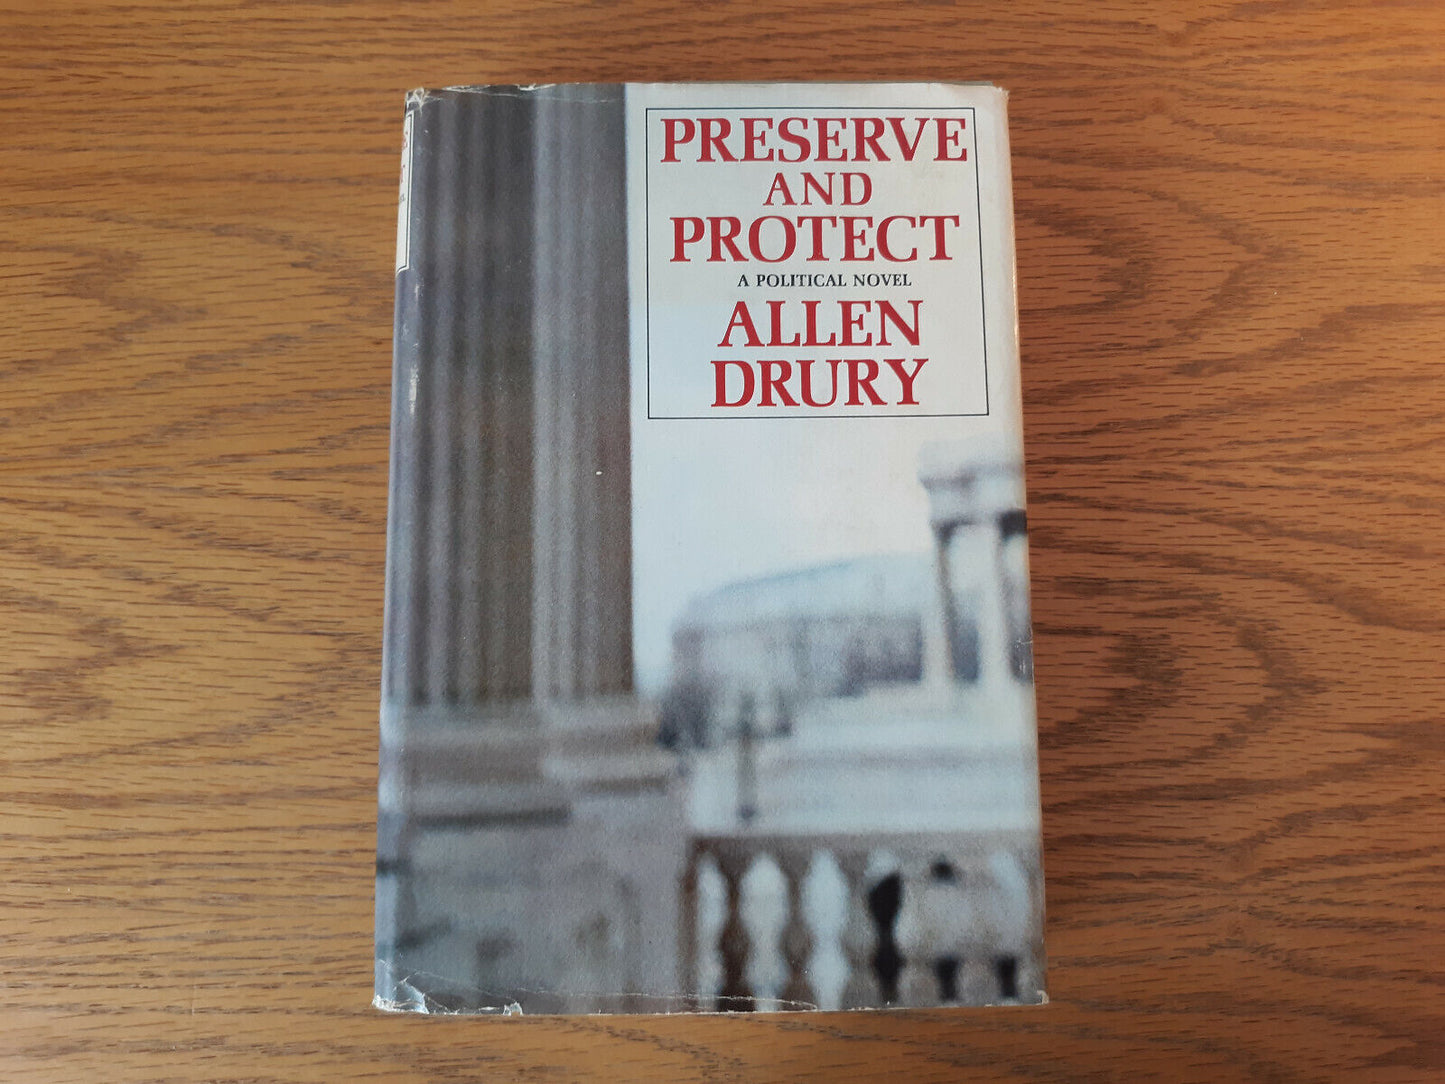 PRESERVE
AND
PROTECT
A POLITICAL NOVEL
ALLEN
DRURY